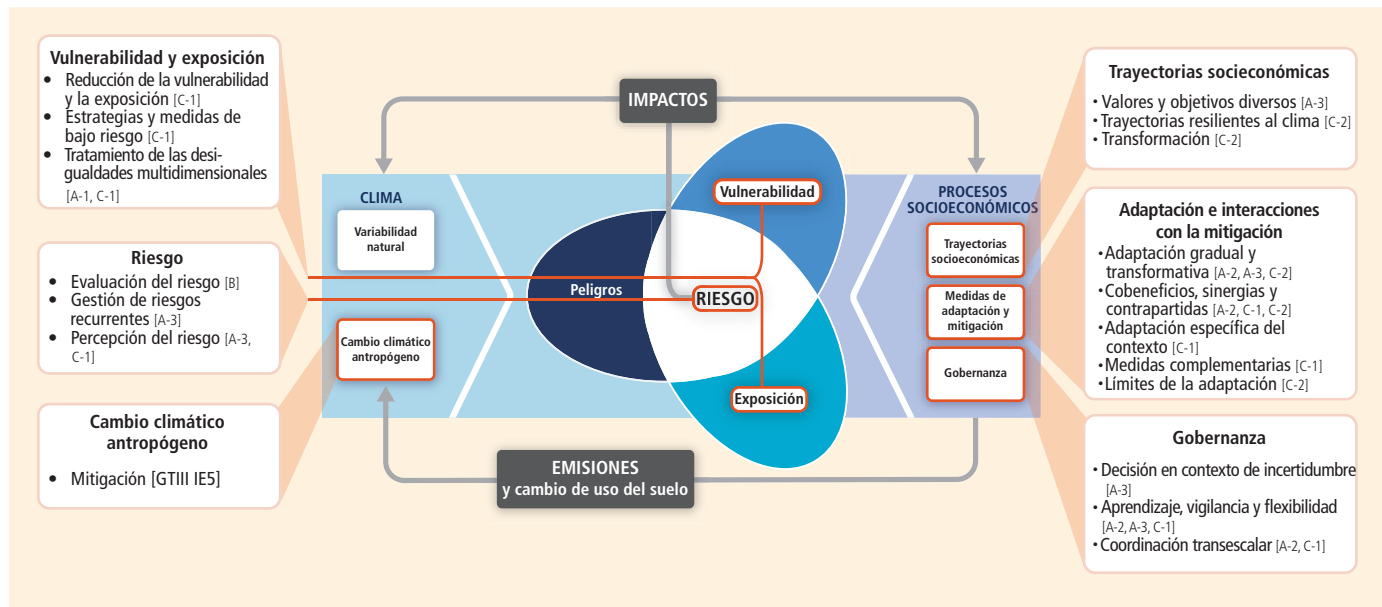 Vulnerabilidad y exposición
• Reducción de la vulnerabilidad
y la exposición [C-1]
• Estrategias y medidas de
bajo riesgo [C-1]
• Tratamiento de las desi-
gualdades multidimensionales
[A-1, C-1]
Riesgo
• Evaluación del riesgo [B]
• Gestión de riesgos
recurrentes [A-3]
• Percepción del riesgo [A-3,
C-1]
Cambio climático
antropógeno
• Mitigación [GTIII IE5]
IMPACTOS
CLIMA
Variabilidad
natural
Cambio climático
antropógeno
Vulnerabilidad
Peligros
RIESGO
Exposición
EMISIONES
y cambio de uso del suelo
PROCESOS
SOCIOECONÓMICOS
Trayectorias
socioeconómicas
Medidas de
adaptación y
mitigación
Gobernanza
Trayectorias socieconómicas
• Valores y objetivos diversos [A-3]
• Trayectorias resilientes al clima [C-2]
• Transformación [C-2]
Adaptación e interacciones
con la mitigación
• Adaptación gradual y
transformativa [A-2, A-3, C-2]
• Cobeneficios, sinergias y
contrapartidas [A-2, C-1, C-2]
• Adaptación específica del
contexto [C-1]
• Medidas complementarias [C-1]
• Límites de la adaptación [C-2]
Gobernanza
• Decisión en contexto de incertidumbre
[A-3]
• Aprendizaje, vigilancia y flexibilidad
[A-2, A-3, C-1]
• Coordinación transescalar [A-2, C-1]